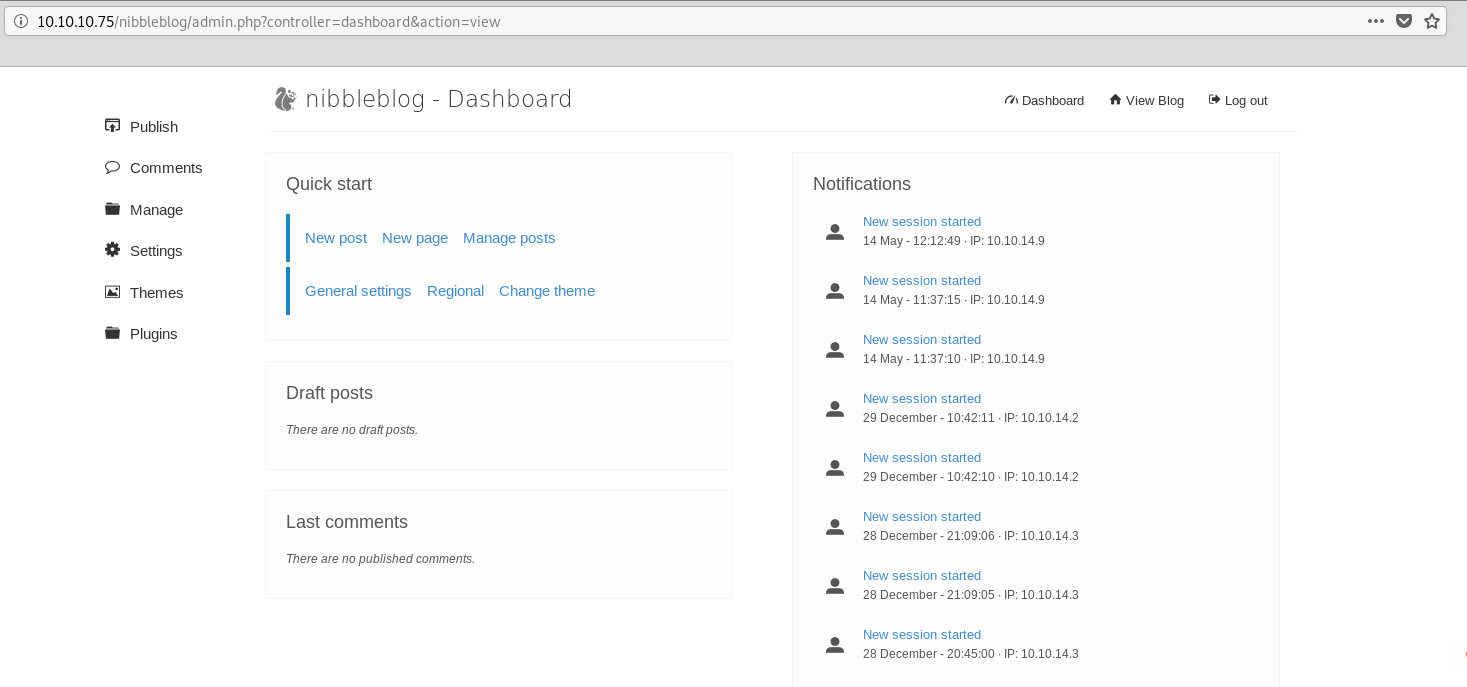 10.10.10.75/nibbleblog/admin.php?controller=dashboard&action=view
nibbleblog - Dashboard
Dashboard View Blog Log out
Publish
Comments
Manage
Settings
Themes
Plugins
Quick start
New post New page Manage posts
General settings Regional Change theme
Draft posts
There are no draft posts.
Last comments
There are no published comments.
Notifications
New session started
14 May - 12:12:49 · IP: 10.10.14.9
New session started
14 May - 11:37:15 · IP: 10.10.14.9
New session started
14 May - 11:37:10 · IP: 10.10.14.9
New session started
29 December - 10:42:11 · IP: 10.10.14.2
New session started
29 December - 10:42:10 · IP: 10.10.14.2
New session started
28 December - 21:09:06 · IP: 10.10.14.3
New session started
28 December - 21:09:05 · IP: 10.10.14.3
New session started
28 December - 20:45:00 · IP: 10.10.14.3